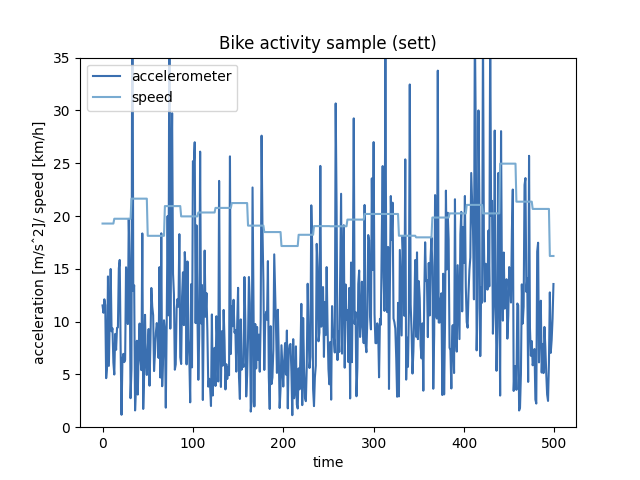 Bike activity sample (sett)
accelerometer
speed
acceleration [m/s^2]/ speed [km/h]
35
30
25
20
15
10
5
0
0 100 200 300 400 500
time